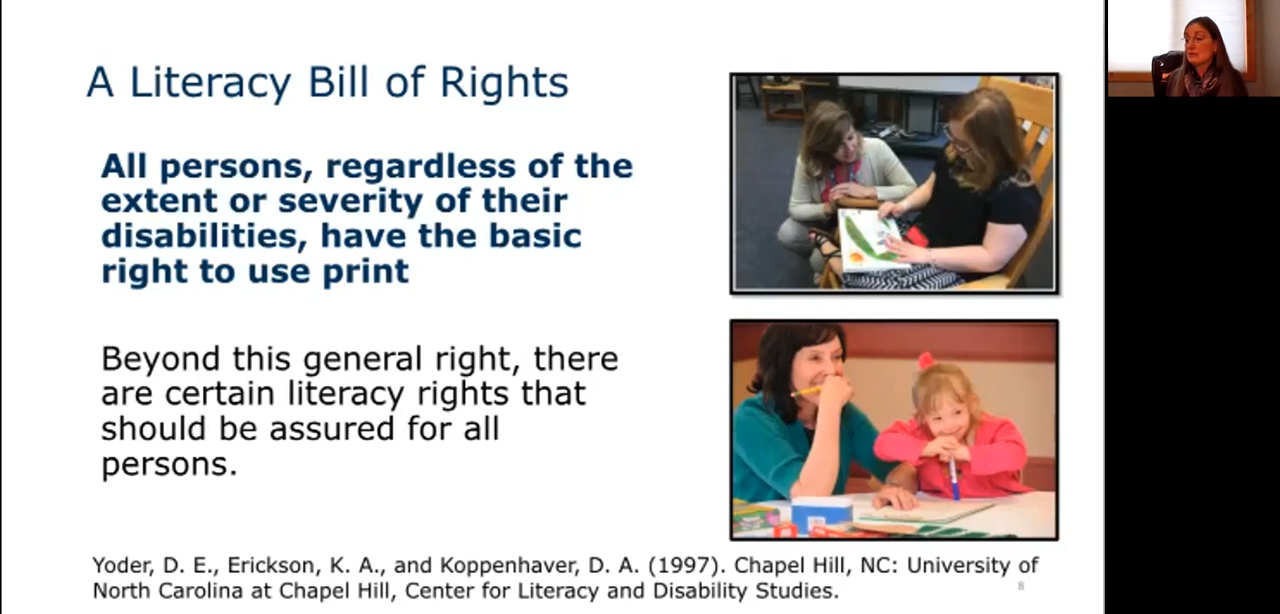 A Literacy Bill of Rights
All persons, regardless of the
extent or severity of their
disabilities, have the basic
right to use print
Beyond this general right, there
are certain literacy rights that
should be assured for all
persons.
Yoder, D. E., Erickson, K. A., and Koppenhaver, D. A. (1997). Chapel Hill, NC: University of
North Carolina at Chapel Hill, Center for Literacy and Disability Studies.
8